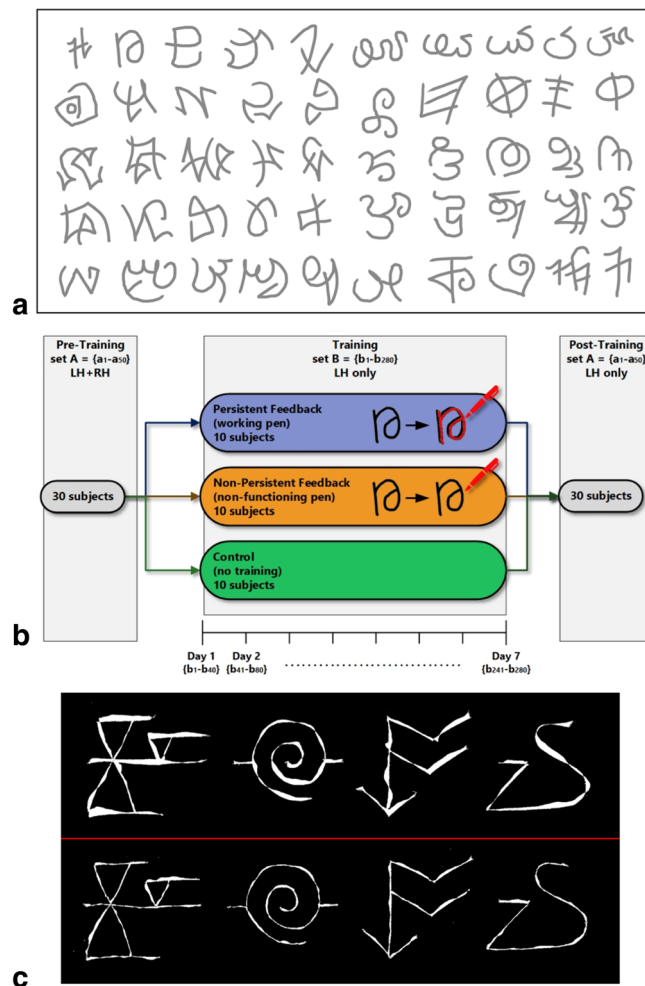 a
Pre-Training
set A = {a₁-a₅₀}
LH+RH
Training
set B = {b₁-b₂₈₀}
LH only
Post-Training
set A = {a₁-a₅₀}
LH only
Persistent Feedback
(working pen)
10 subjects
30 subjects
Non-Persistent Feedback
(non-functioning pen)
10 subjects
30 subjects
Control
(no training)
10 subjects
b
Day 1
{b₁-b₄₀}
Day 2
{b₄₁-b₈₀}
Day 7
{b₂₄₁-b₂₈₀}
c